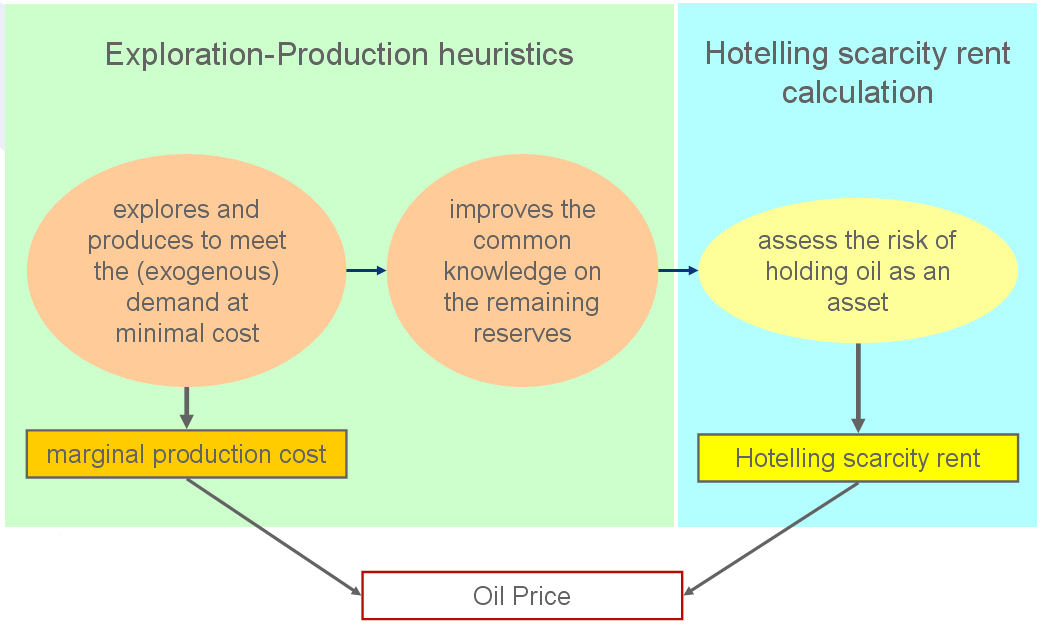 Exploration-Production heuristics
Hotelling scarcity rent
calculation
explores and
produces to meet
the (exogenous)
demand at
minimal cost
improves the
common
knowledge on
the remaining
reserves
assess the risk of
holding oil as an
asset
marginal production cost
Hotelling scarcity rent
Oil Price